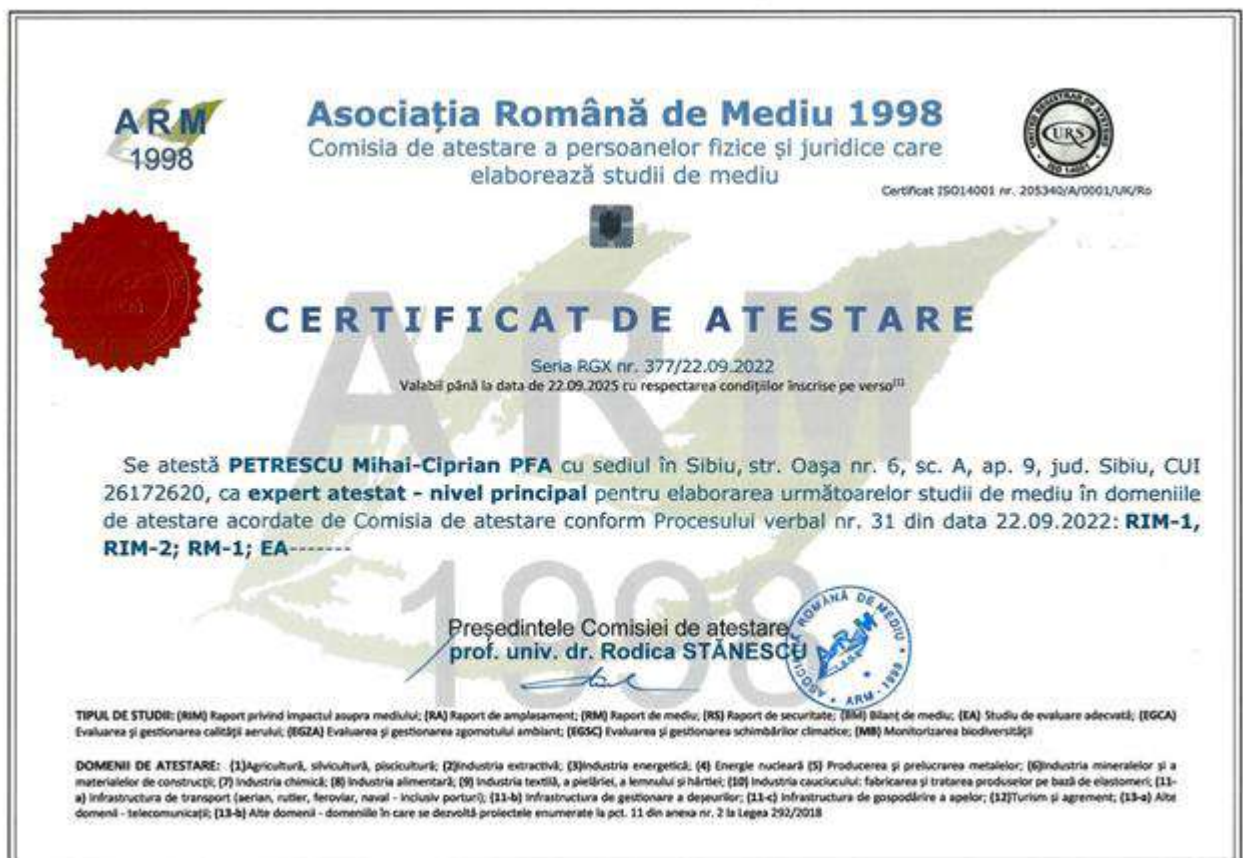 ARM
1998
Asociația Română de Mediu 1998
Comisia de atestare a persoanelor fizice și juridice care
elaborează studii de mediu
UNITED REGISTRAR OF SYSTEMS
URS
ISO 14001
Certificat ISO14001 nr. 205340/A/0001/UK/Ro
CERTIFICAT DE ATESTARE
Seria RGX nr. 377/22.09.2022
Valabil până la data de 22.09.2025 cu respectarea condițiilor înscrise pe verso[1]
Se atestă PETRESCU Mihai-Ciprian PFA cu sediul în Sibiu, str. Oașa nr. 6, sc. A, ap. 9, jud. Sibiu, CUI
26172620, ca expert atestat - nivel principal pentru elaborarea următoarelor studii de mediu în domeniile
de atestare acordate de Comisia de atestare conform Procesului verbal nr. 31 din data 22.09.2022: RIM-1,
RIM-2; RM-1; EA-------
ARM
1998
Președintele Comisiei de atestare
prof. univ. dr. Rodica STĂNESCU
ASOCIAȚIA ROMÂNĂ DE MEDIU
ARM
ARM - 1998
TIPUL DE STUDII: (RIM) Raport privind impactul asupra mediului; (RA) Raport de amplasament; (RM) Raport de mediu; (RS) Raport de securitate; (BM) Bilanț de mediu; (EA) Studiu de evaluare adecvată; (EGCA)
Evaluarea și gestionarea calității aerului; (EGZA) Evaluarea și gestionarea zgomotului ambiant; (EGSC) Evaluarea și gestionarea schimbărilor climatice; (MB) Monitorizarea biodiversității
DOMENII DE ATESTARE: (1)Agricultură, silvicultură, piscicultură; (2)Industria extractivă; (3)Industria energetică; (4) Energie nucleară (5) Producerea și prelucrarea metalelor; (6)Industria mineralelor și a
materialelor de construcții; (7) Industria chimică; (8) Industria alimentară; (9) Industria textilă, a pielăriei, a lemnului și hârtiei; (10) Industria cauciucului: fabricarea și tratarea produselor pe bază de elastomeri; (11-
a) Infrastructura de transport (aerian, rutier, feroviar, naval - inclusiv porturi); (11-b) Infrastructura de gestionare a deșeurilor; (11-c) Infrastructura de gospodărire a apelor; (12)Turism și agrement; (13-a) Alte
domenii - telecomunicații; (13-b) Alte domenii - domeniile în care se dezvoltă proiectele enumerate la pct. 11 din anexa nr. 2 la Legea 292/2018